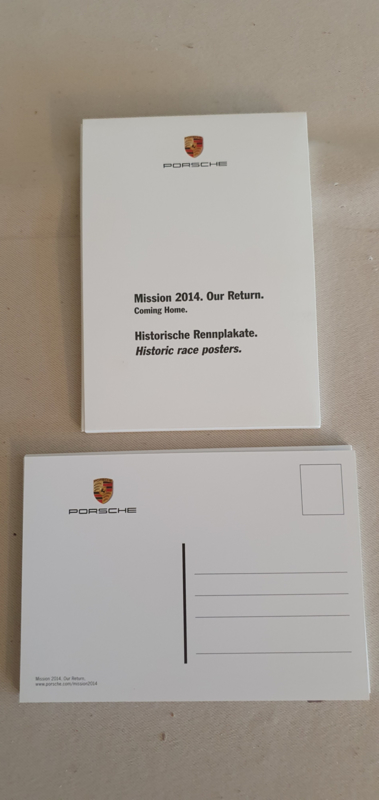 PORSCHE
Mission 2014. Our Return.
Coming Home.
Historische Rennplakate.
Historic race posters.
PORSCHE
Mission 2014. Our Return.
www.porsche.com/mission2014